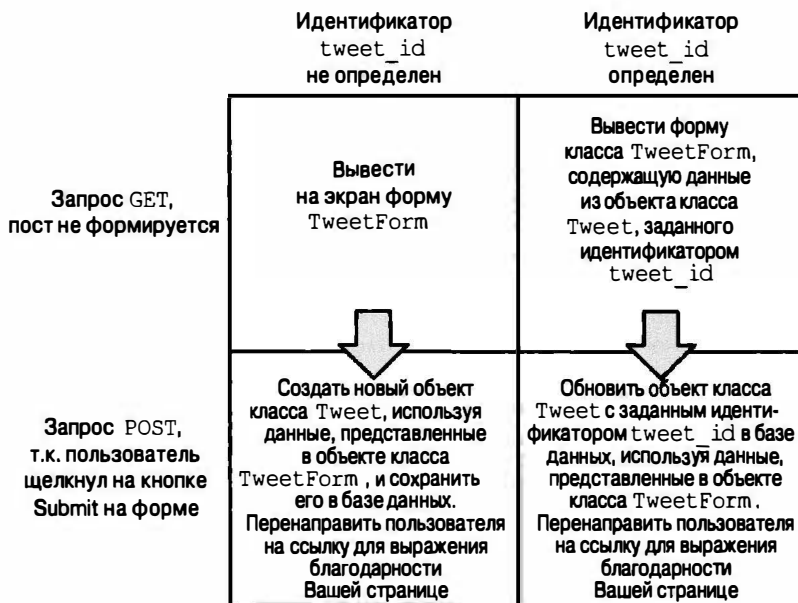 Идентификатор
tweet_id
не определен
Идентификатор
tweet_id
определен
Запрос GET,
пост не формируется
Вывести
на экран форму
TweetForm
Вывести форму
класса TweetForm,
содержащую данные
из объекта класса
Tweet, заданного
идентификатором
tweet_id
Запрос POST,
т.к. пользователь
щелкнул на кнопке
Submit на форме
Создать новый объект
класса Tweet, используя
данные, представленные
в объекте класса
TweetForm , и сохранить
его в базе данных.
Перенаправить пользователя
на ссылку для выражения
благодарности
Вашей странице
Обновить объект класса
Tweet с заданным иденти-
фикатором tweet_id в базе
данных, используя данные,
представленные в объекте
класса TweetForm.
Перенаправить пользователя
на ссылку для выражения
благодарности
Вашей странице